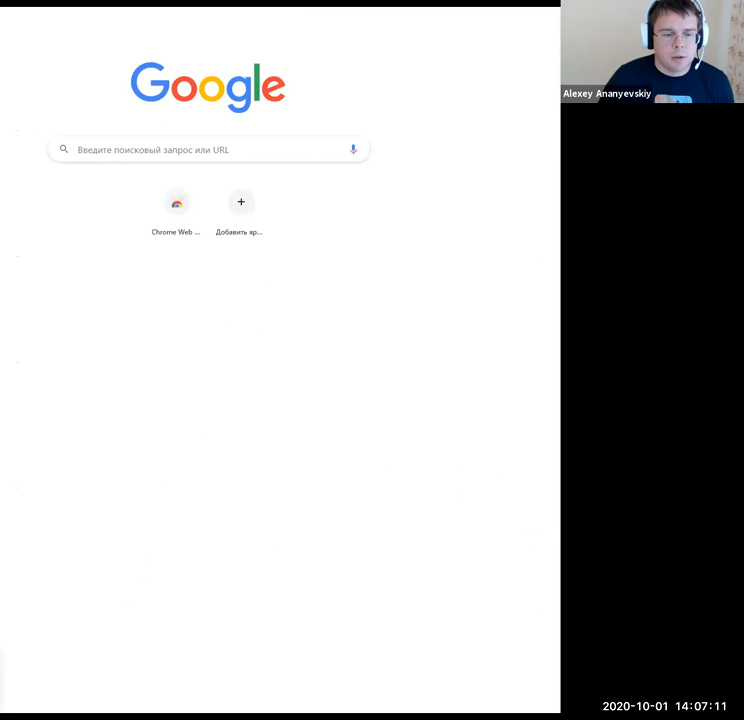 Google
Введите поисковый запрос или URL
Chrome Web ...
Добавить яр...
Alexey Ananyevskiy
2020-10-01 14:07:11